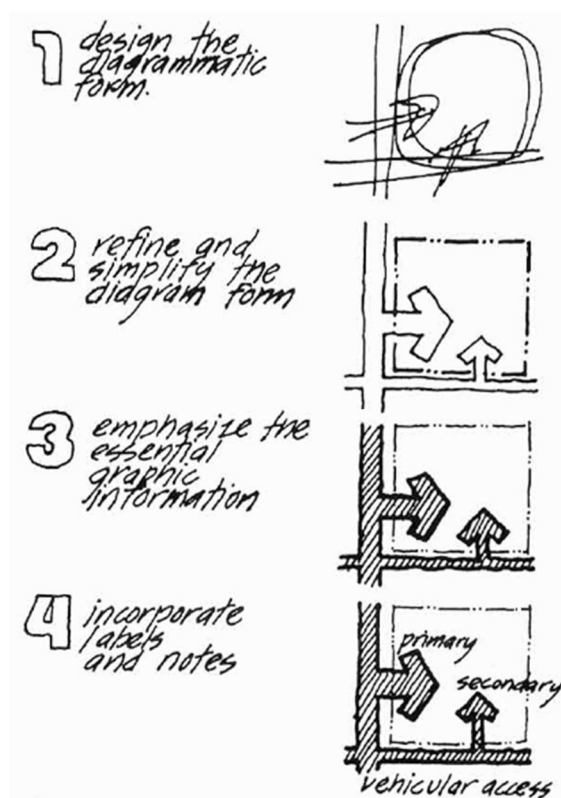 1 design the
diagrammatic
form.
2 refine and
simplify the
diagram form
3 emphasize the
essential
graphic
information
4 incorporate
labels
and notes
primary
secondary
vehicular access